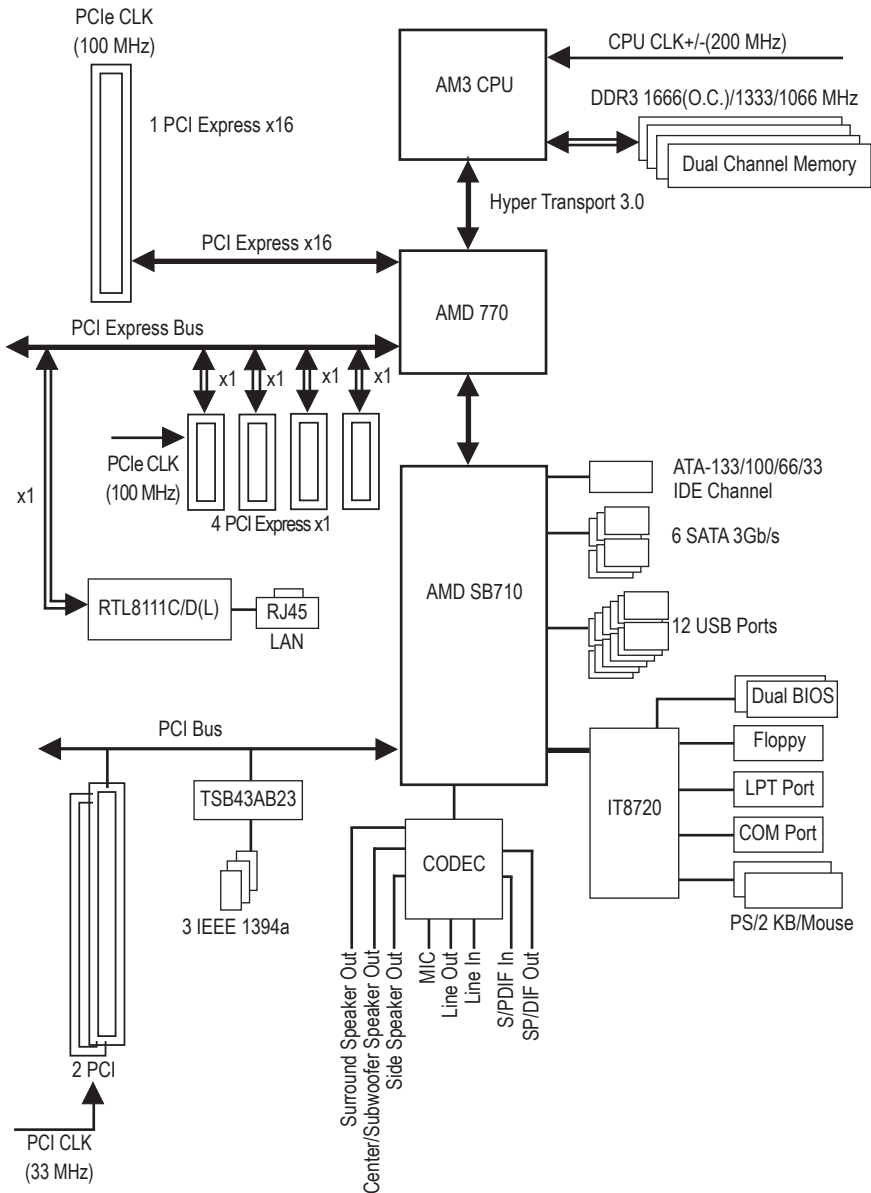 PCIe CLK
(100 MHz)
1 PCI Express x16
AM3 CPU
CPU CLK+/-(200 MHz)
DDR3 1666(O.C.)/1333/1066 MHz
Dual Channel Memory
Hyper Transport 3.0
PCI Express x16
AMD 770
PCI Express Bus
x1
x1
x1
x1
x1
PCIe CLK
(100 MHz)
4 PCI Express x1
ATA-133/100/66/33
IDE Channel
6 SATA 3Gb/s
AMD SB710
12 USB Ports
RTL8111C/D(L)
RJ45
LAN
Dual BIOS
PCI Bus
Floppy
TSB43AB23
LPT Port
IT8720
COM Port
CODEC
3 IEEE 1394a
PS/2 KB/Mouse
Surround Speaker Out
Center/Subwoofer Speaker Out
Side Speaker Out
MIC
Line Out
Line In
S/PDIF In
SP/DIF Out
2 PCI
PCI CLK
(33 MHz)